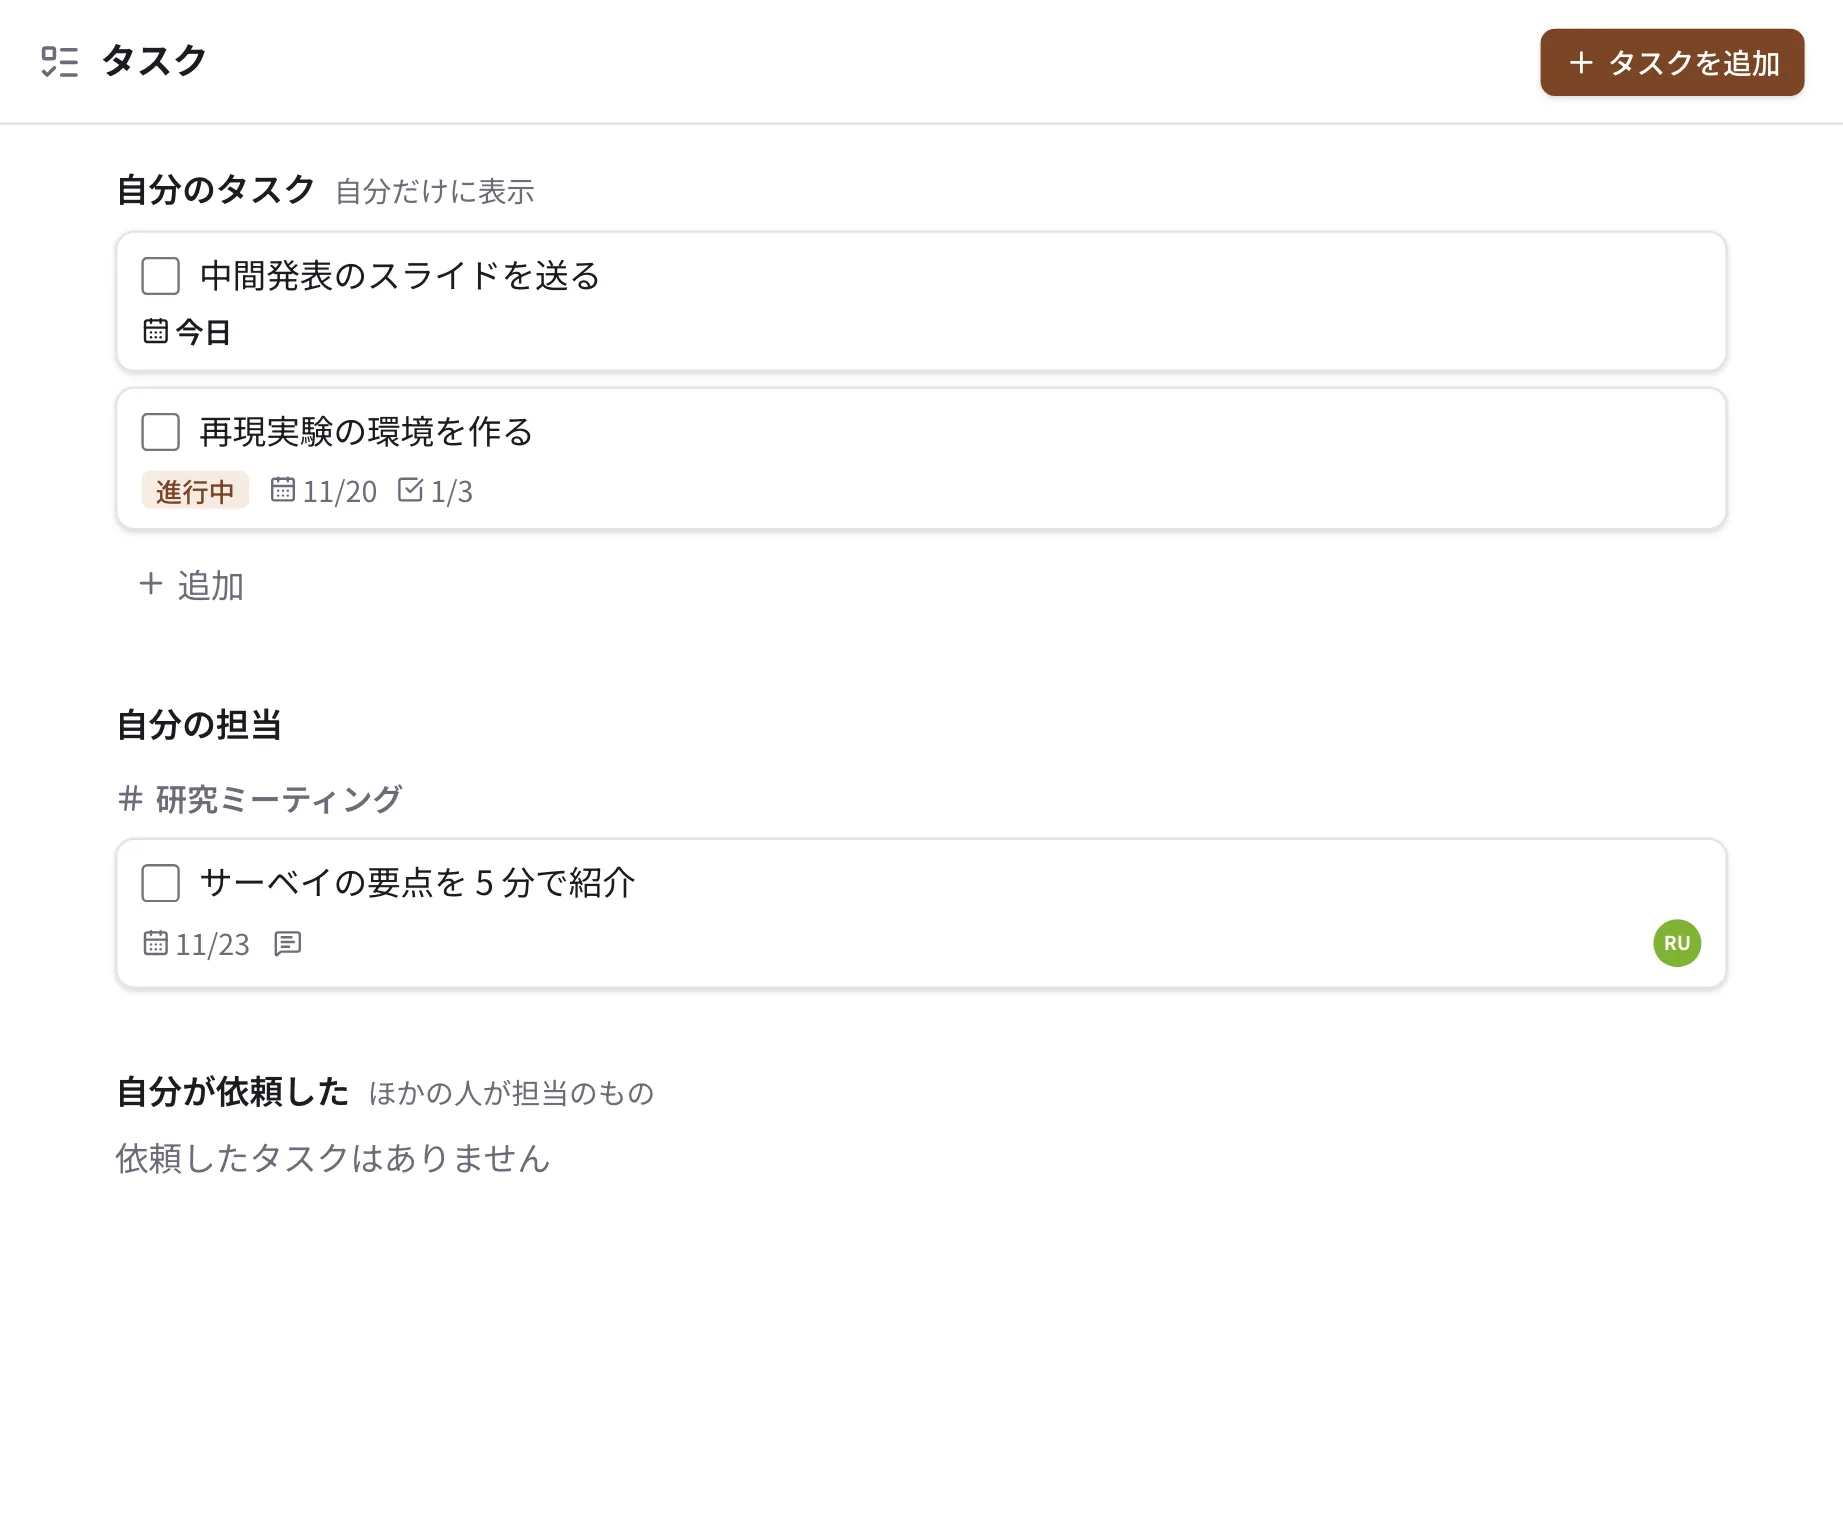 タスク
+ タスクを追加
自分のタスク 自分だけに表示
中間発表のスライドを送る
今日
再現実験の環境を作る
進行中 11/20 1/3
+ 追加
自分の担当
# 研究ミーティング
サーベイの要点を 5 分で紹介
11/23
RU
自分が依頼した ほかの人が担当のもの
依頼したタスクはありません